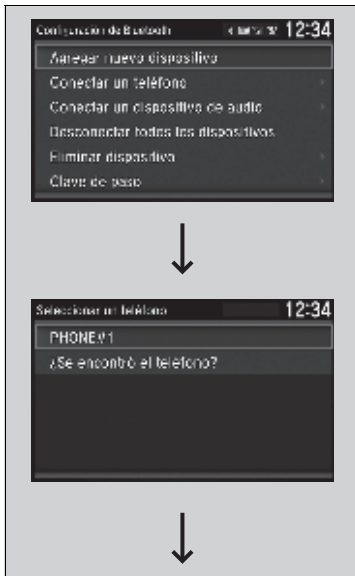 Configuración de Bluetooth 12:34
Agregar nuevo dispositivo
Conectar un teléfono
Conectar un dispositivo de audio
Desconectar todos los dispositivos
Eliminar dispositivo
Clave de paso
Seleccionar un teléfono 12:34
PHONE#1
¿Se encontró el teléfono?